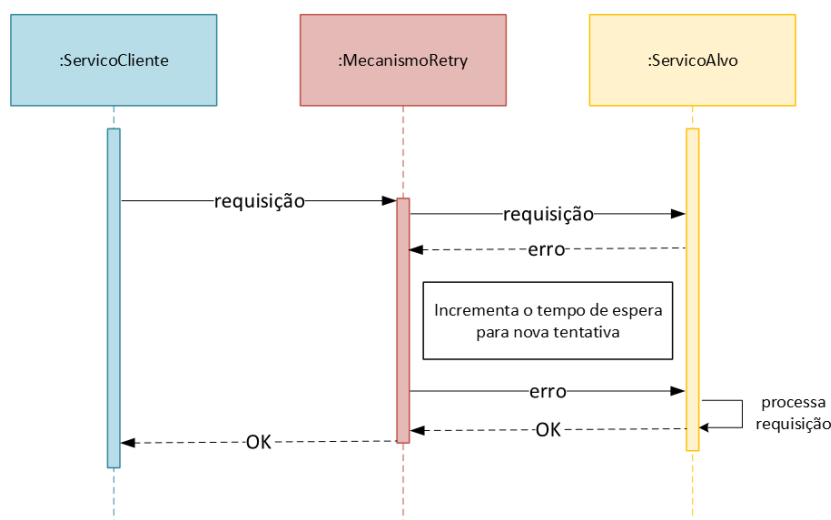 :ServicoCliente
:MecanismoRetry
:ServicoAlvo
requisição
requisição
erro
Incrementa o tempo de espera
para nova tentativa
erro
processa
requisição
OK
OK